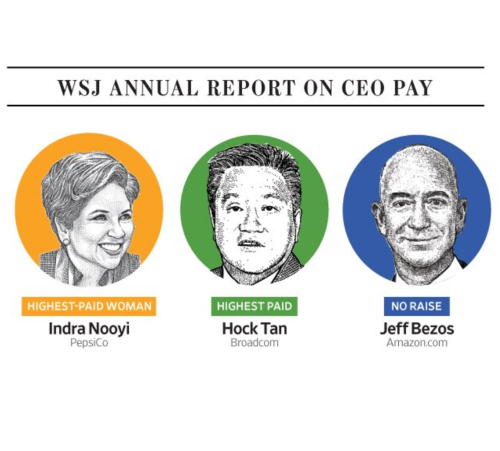 WSJ ANNUAL REPORT ON CEO PAY
HIGHEST-PAID WOMAN
Indra Nooyi
PepsiCo
HIGHEST PAID
Hock Tan
Broadcom
NO RAISE
Jeff Bezos
Amazon.com